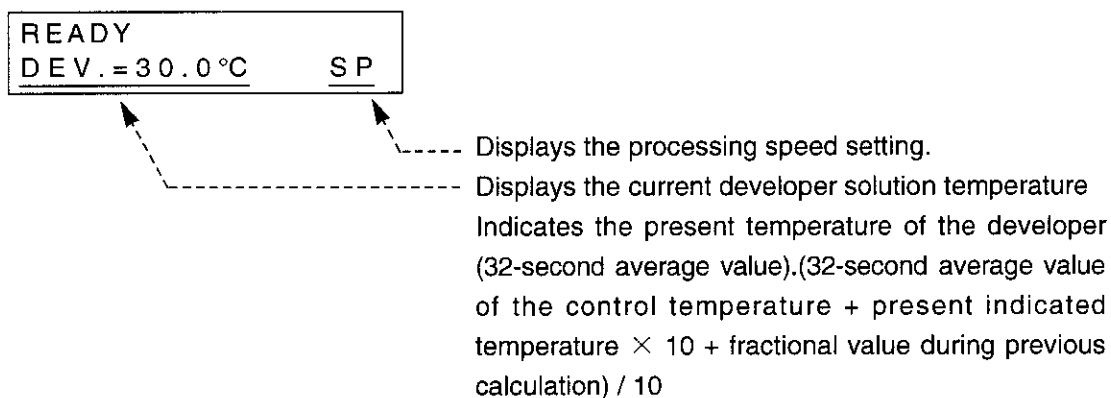 READY
DEV.=30.0°C SP
Displays the processing speed setting.
Displays the current developer solution temperature
Indicates the present temperature of the developer
(32-second average value).(32-second average value
of the control temperature + present indicated
temperature × 10 + fractional value during previous
calculation) / 10